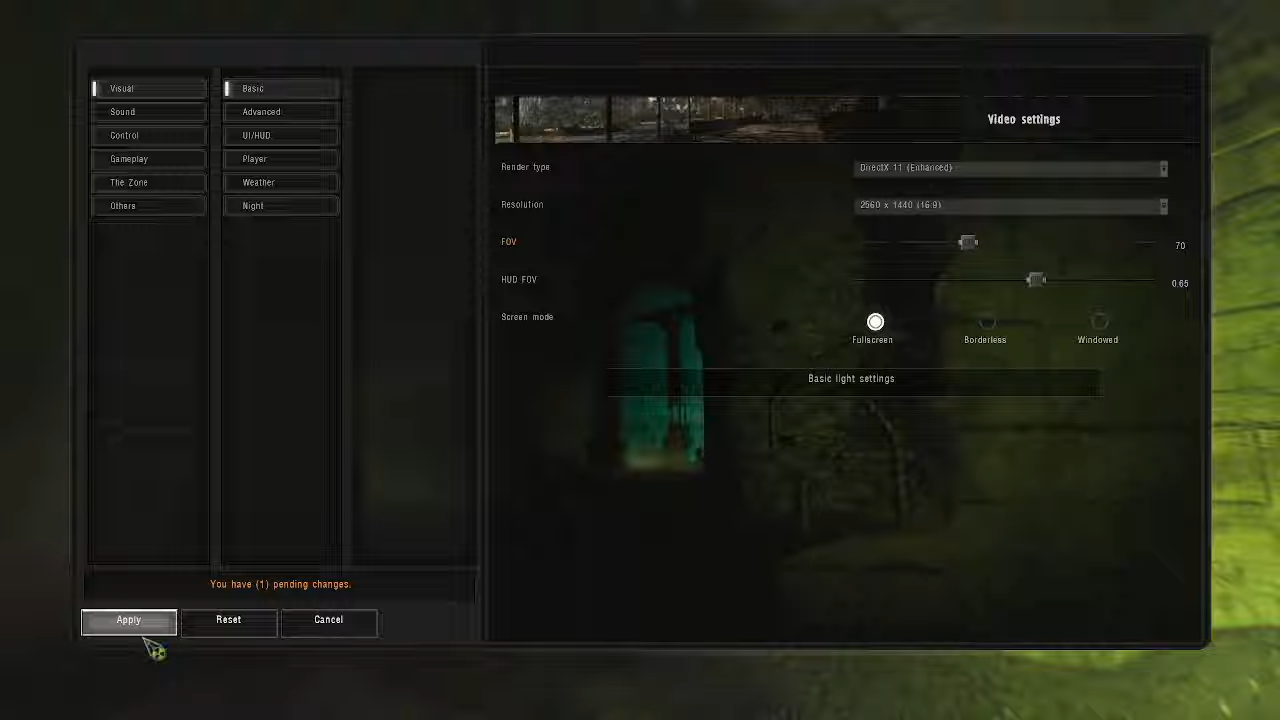 Visual
Sound
Control
Gameplay
The Zone
Others
Basic
Advanced
UI/HUD
Player
Weather
Night
Video settings
Render type
DirectX 11 (Enhanced)
Resolution
2560 x 1440 (16:9)
FOV
70
HUD FOV
0.65
Screen mode
Fullscreen
Borderless
Windowed
Basic light settings
You have (1) pending changes.
Apply
Reset
Cancel